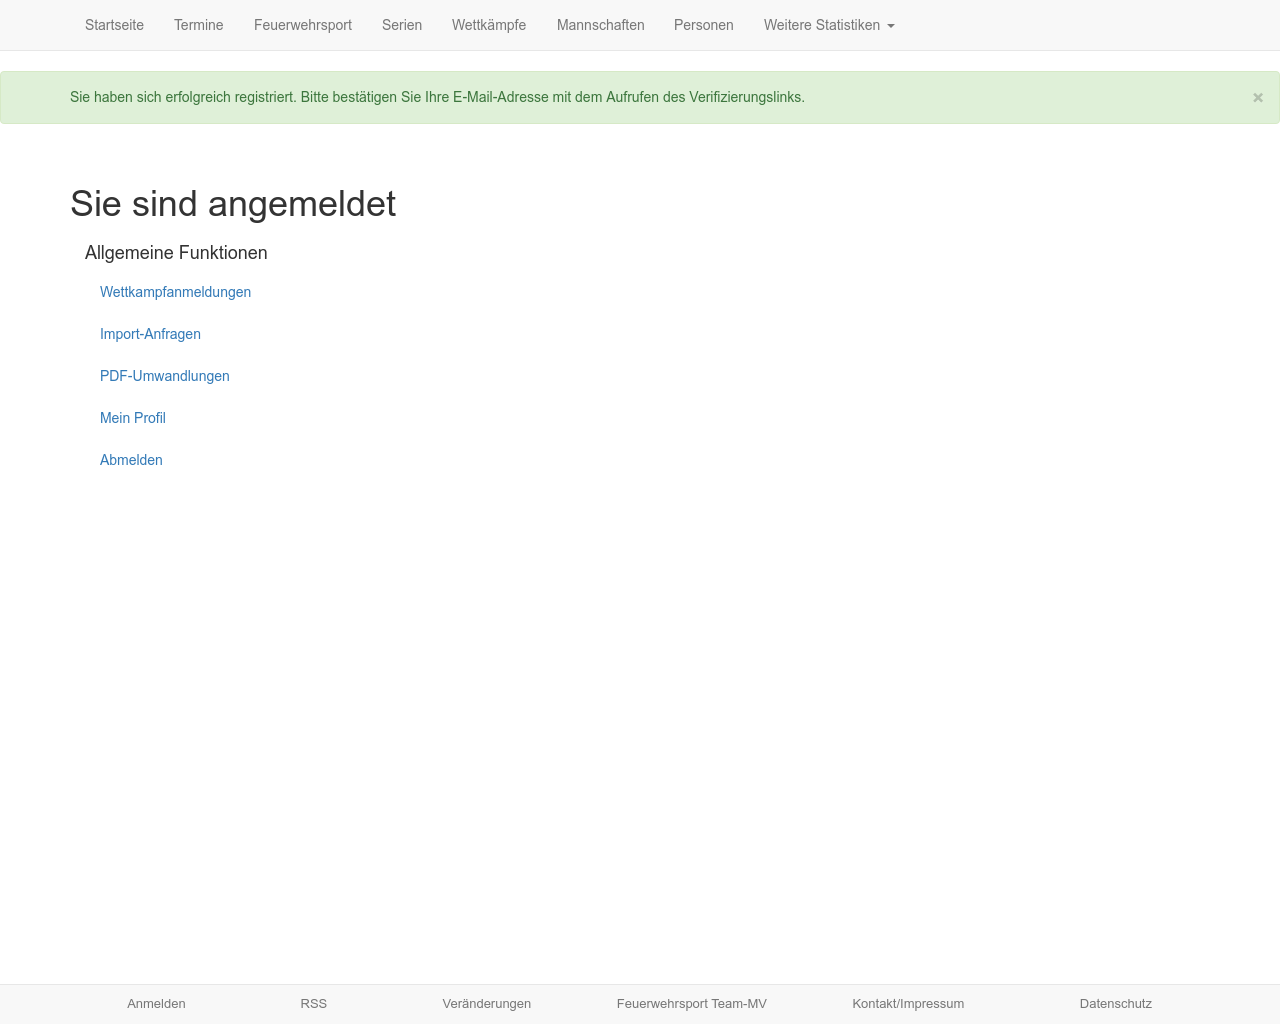 Startseite Termine Feuerwehrsport Serien Wettkämpfe Mannschaften Personen Weitere Statistiken
Sie haben sich erfolgreich registriert. Bitte bestätigen Sie Ihre E-Mail-Adresse mit dem Aufrufen des Verifizierungslinks. ×
Sie sind angemeldet
Allgemeine Funktionen
Wettkampfanmeldungen
Import-Anfragen
PDF-Umwandlungen
Mein Profil
Abmelden
Anmelden RSS Veränderungen Feuerwehrsport Team-MV Kontakt/Impressum Datenschutz